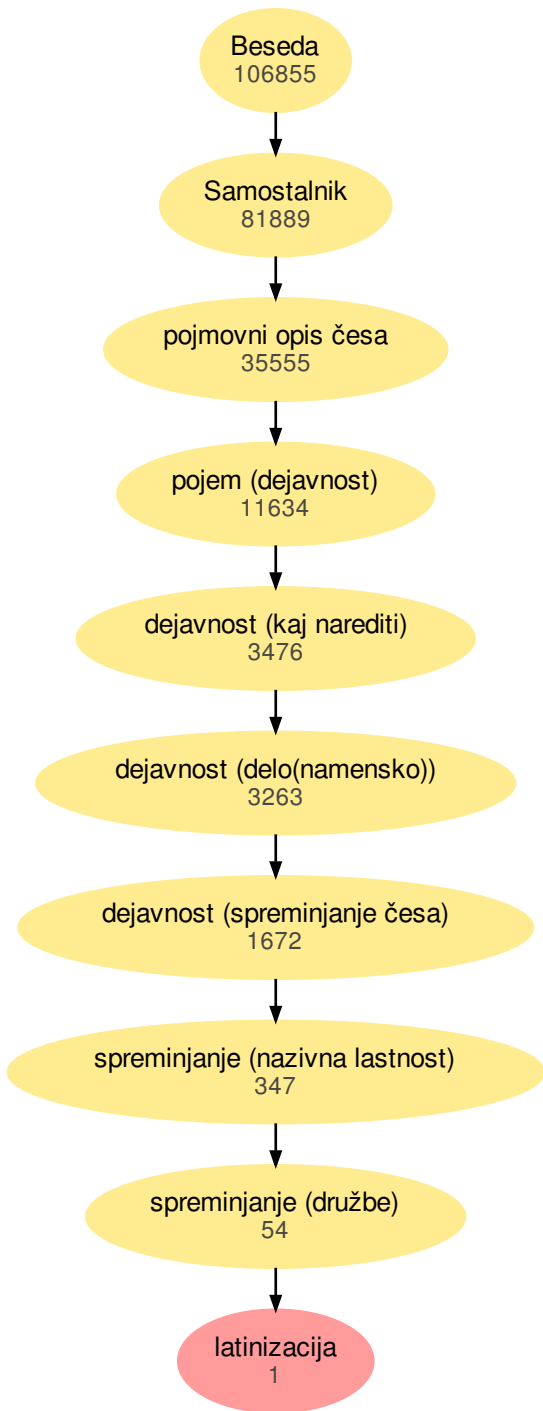 Beseda
106855
Samostalnik
81889
pojmovni opis česa
35555
pojem (dejavnost)
11634
dejavnost (kaj narediti)
3476
dejavnost (delo(namensko))
3263
dejavnost (spreminjanje česa)
1672
spreminjanje (nazivna lastnost)
347
spreminjanje (družbe)
54
latinizacija
1